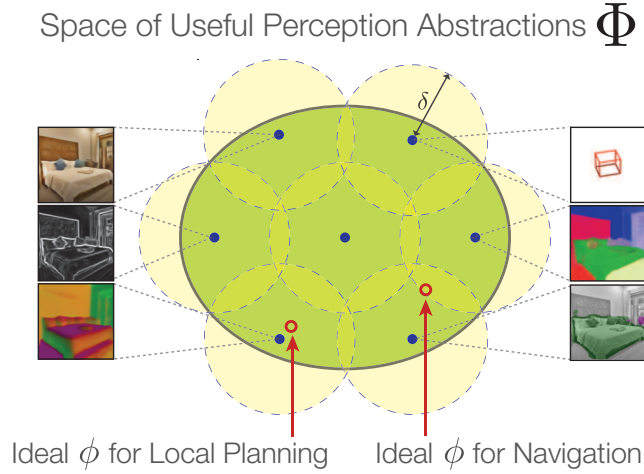 Space of Useful Perception Abstractions Φ
δ
Ideal ϕ for Local Planning
Ideal ϕ for Navigation